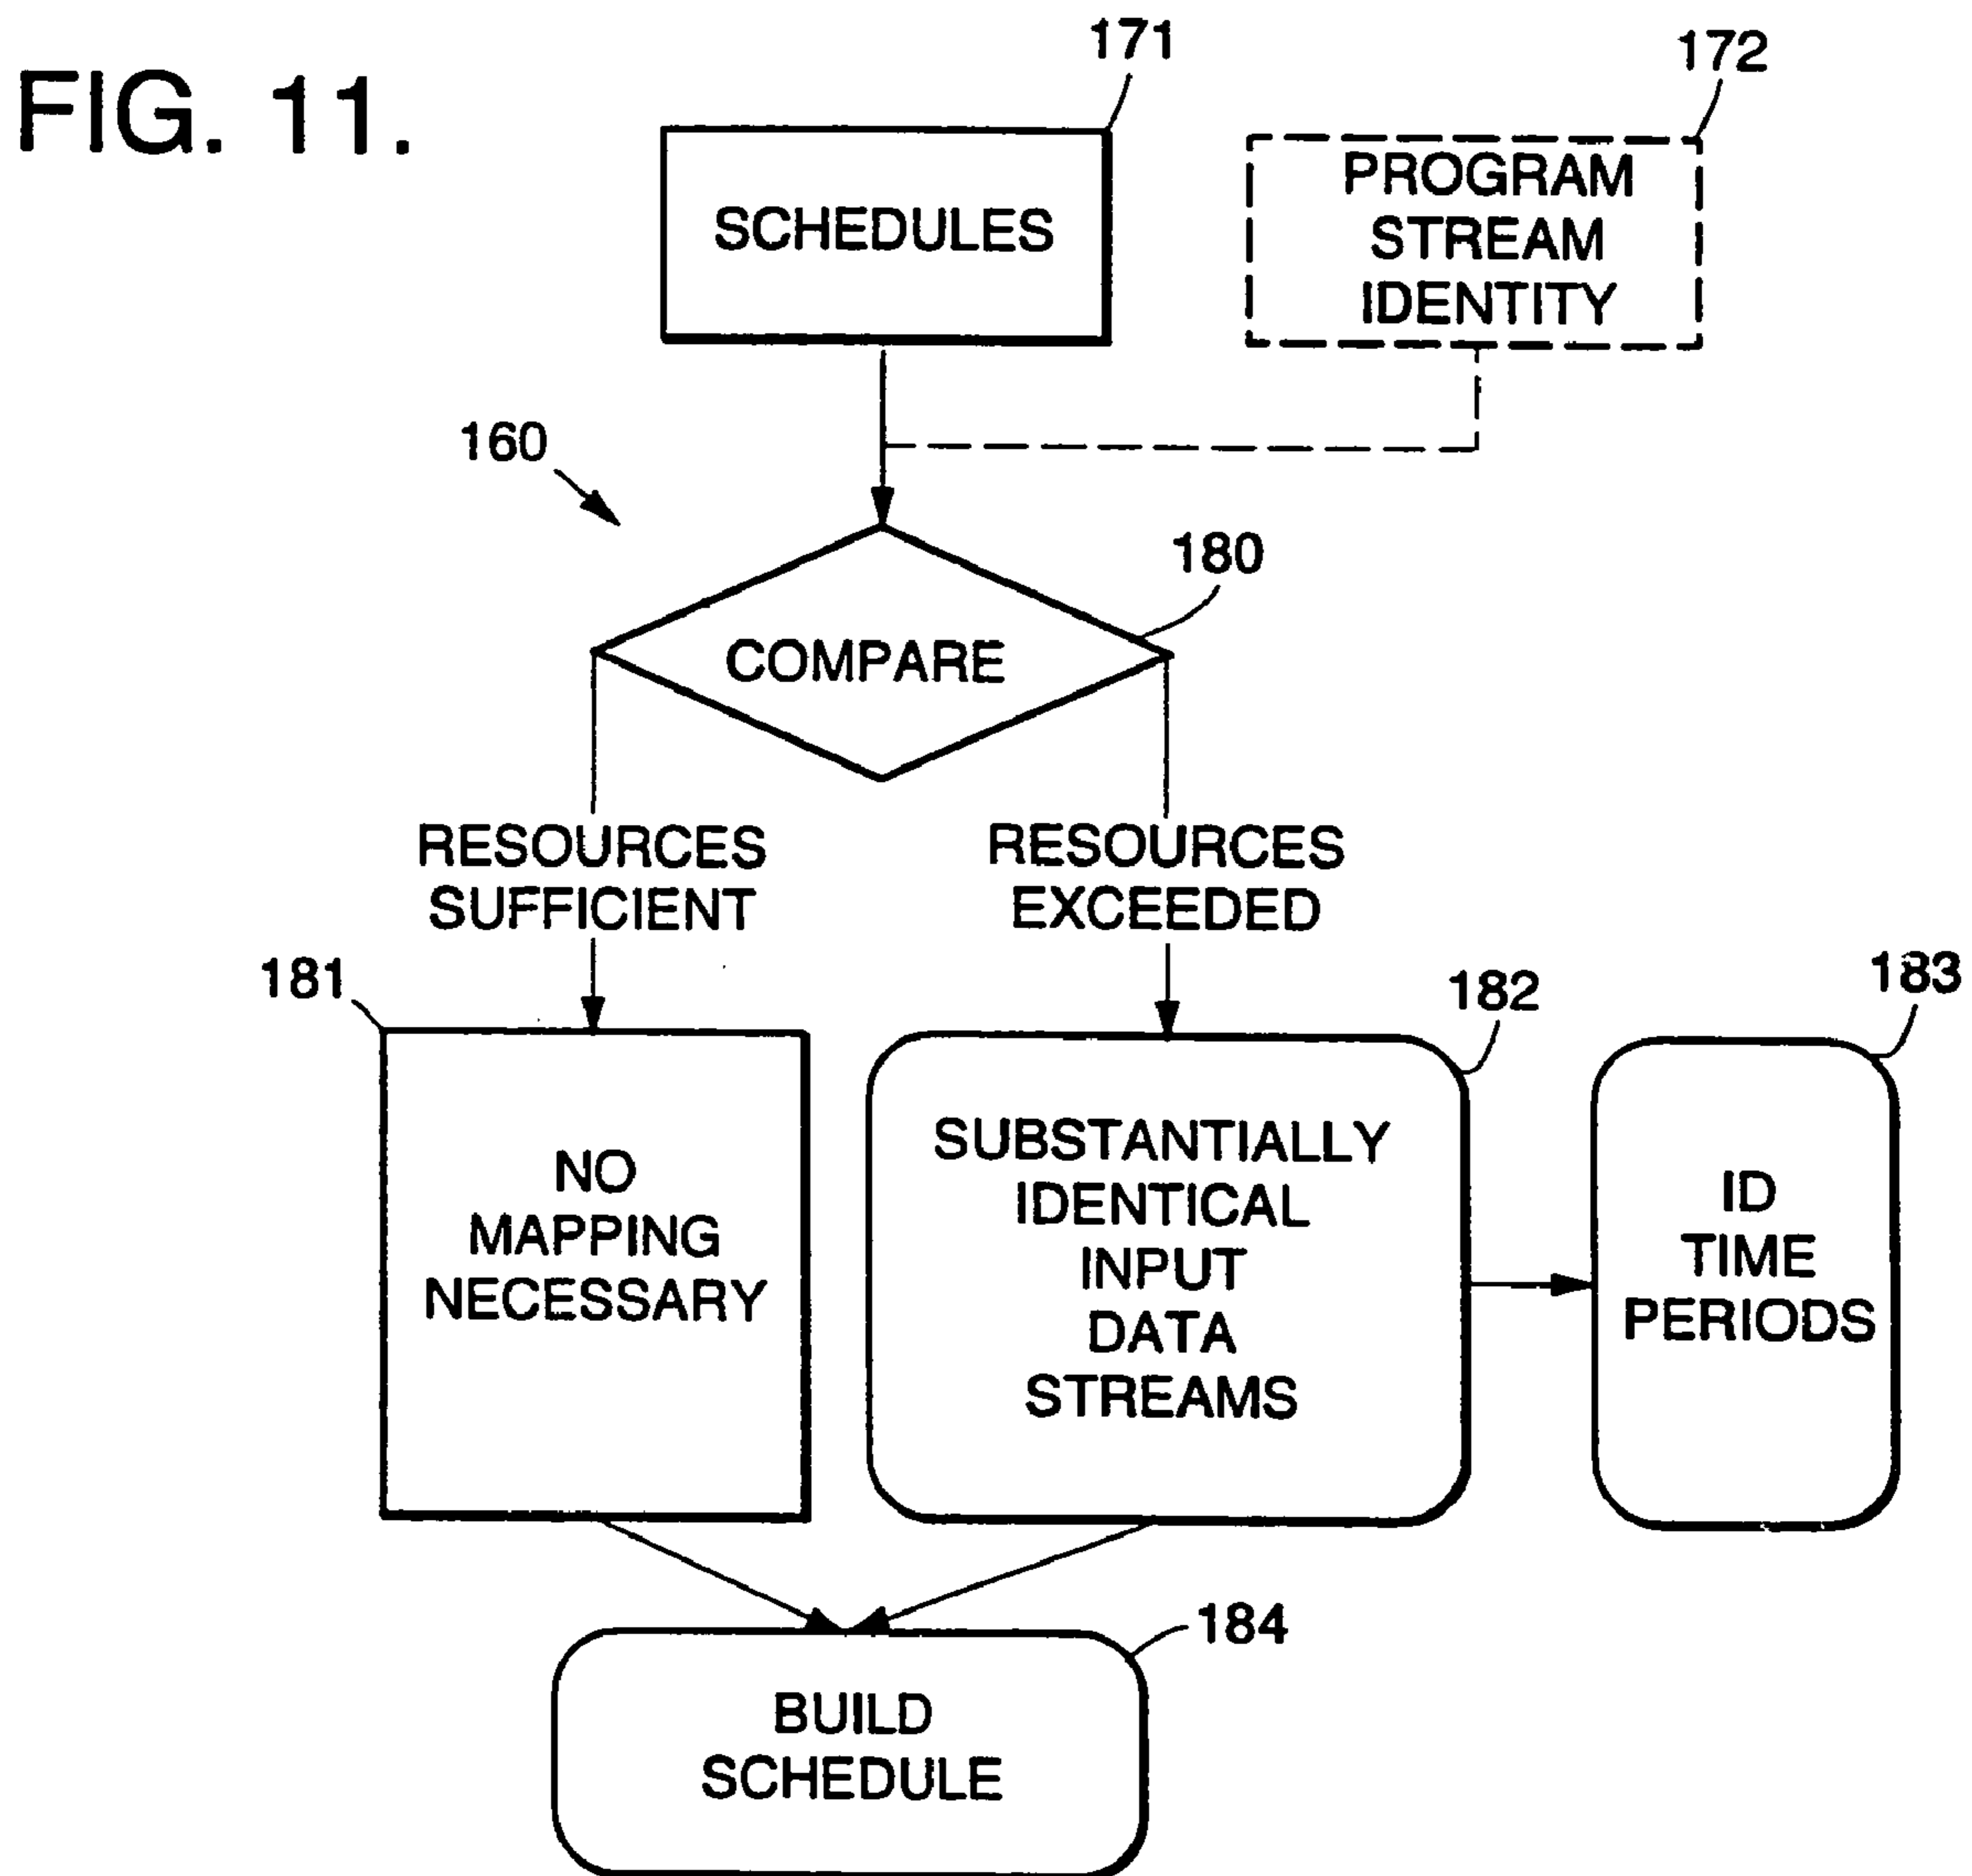 FIG. 11.
171
172
SCHEDULES
PROGRAM
STREAM
IDENTITY
160
180
COMPARE
RESOURCES
SUFFICIENT
RESOURCES
EXCEEDED
181
182
183
NO
MAPPING
NECESSARY
SUBSTANTIALLY
IDENTICAL
INPUT
DATA
STREAMS
ID
TIME
PERIODS
184
BUILD
SCHEDULE